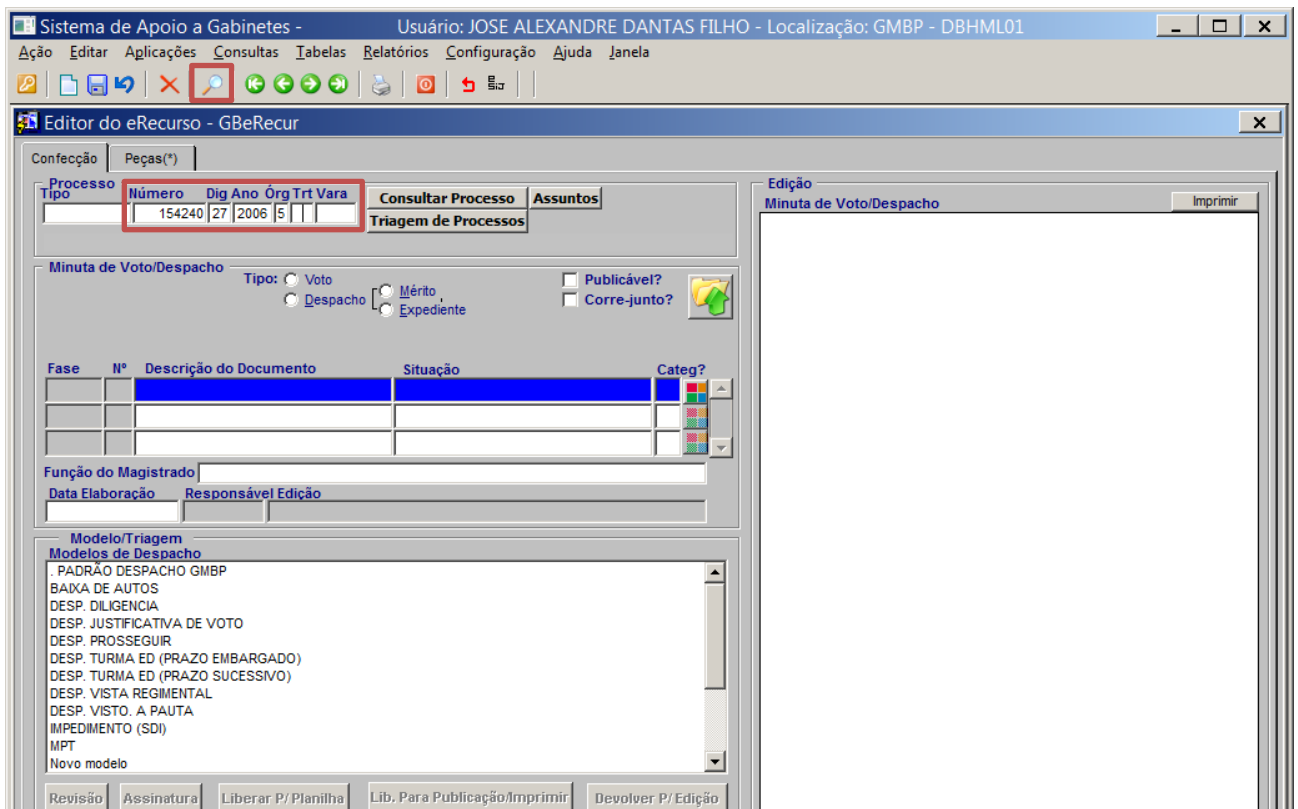 Sistema de Apoio a Gabinetes - Usuário: JOSE ALEXANDRE DANTAS FILHO - Localização: GMBP - DBHML01
Ação Editar Aplicações Consultas Tabelas Relatórios Configuração Ajuda Janela
Editor do eRecurso - GBeRecur
Confecção Peças(*)
Processo
Tipo Número Dig Ano Órg Trt Vara
154240 27 2006 5
Consultar Processo Assuntos
Triagem de Processos
Minuta de Voto/Despacho
Tipo: Voto
Despacho
Mérito
Expediente
Publicável?
Corre-junto?
Fase Nº Descrição do Documento Situação Categ?
Função do Magistrado
Data Elaboração Responsável Edição
Modelo/Triagem
Modelos de Despacho
. PADRÃO DESPACHO GMBP
BAIXA DE AUTOS
DESP. DILIGENCIA
DESP. JUSTIFICATIVA DE VOTO
DESP. PROSSEGUIR
DESP. TURMA ED (PRAZO EMBARGADO)
DESP. TURMA ED (PRAZO SUCESSIVO)
DESP. VISTA REGIMENTAL
DESP. VISTO. A PAUTA
IMPEDIMENTO (SDI)
MPT
Novo modelo
Revisão Assinatura Liberar P/ Planilha Lib. Para Publicação/Imprimir Devolver P/ Edição
Edição
Minuta de Voto/Despacho Imprimir